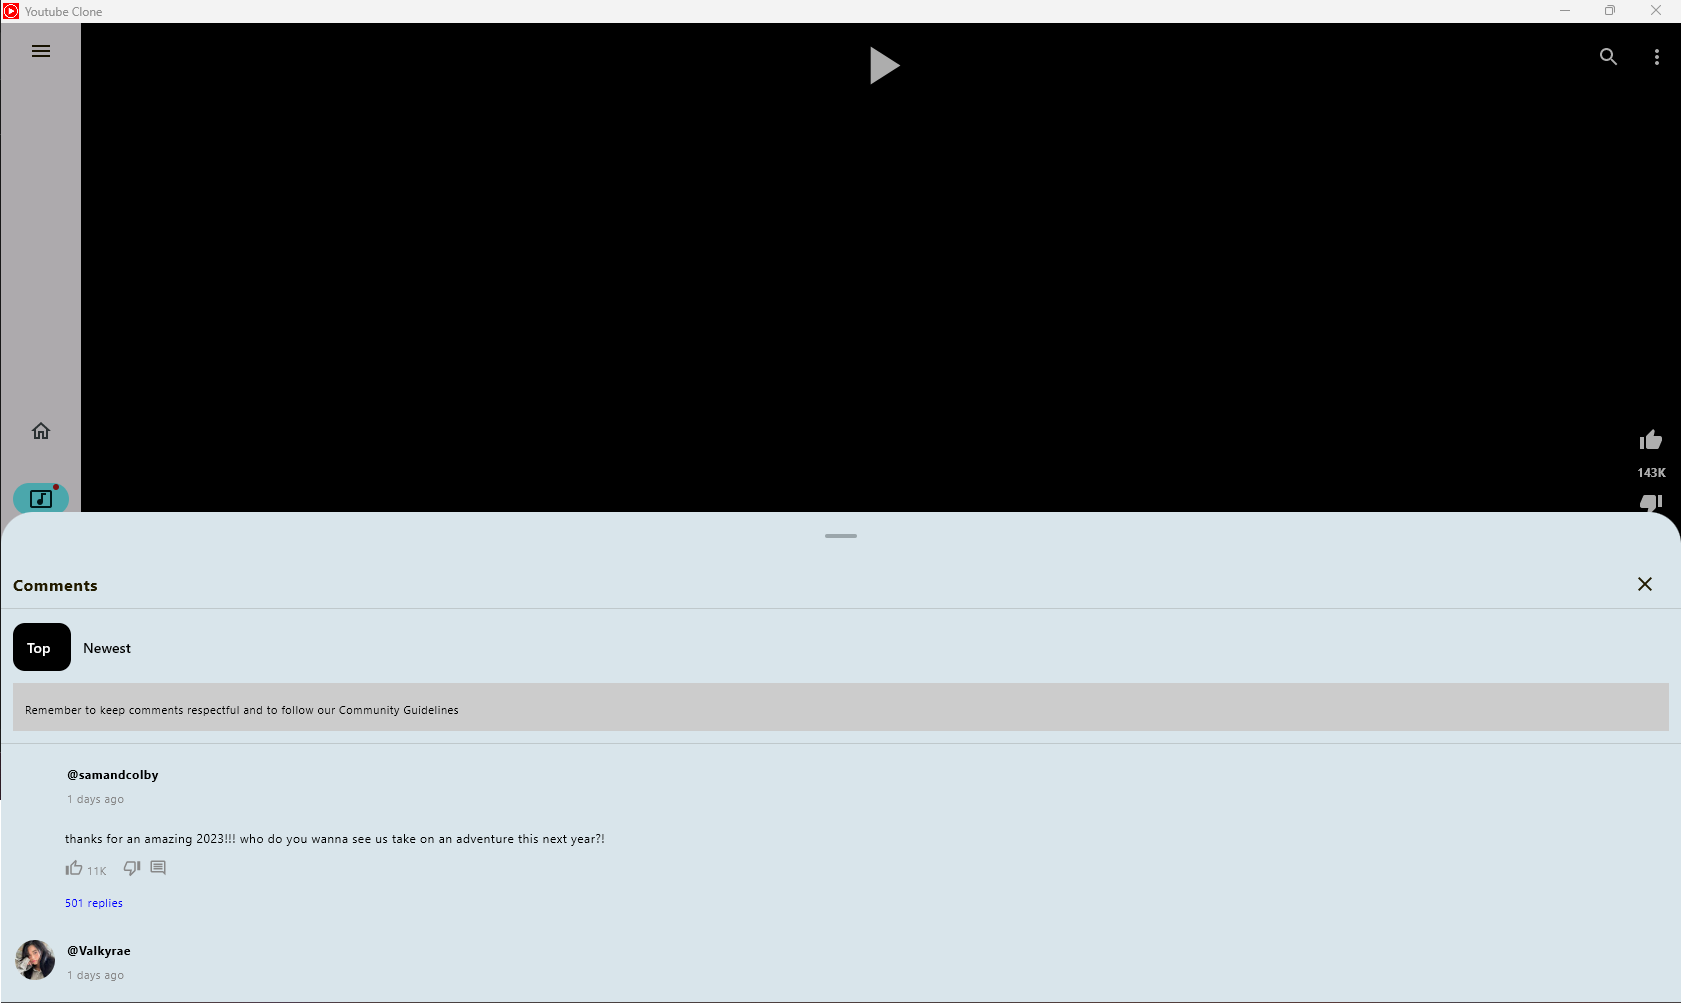 Youtube Clone
143K
Comments
Top Newest
Remember to keep comments respectful and to follow our Community Guidelines
@samandcolby
1 days ago
thanks for an amazing 2023!!! who do you wanna see us take on an adventure this next year?!
11K
501 replies
@Valkyrae
1 days ago